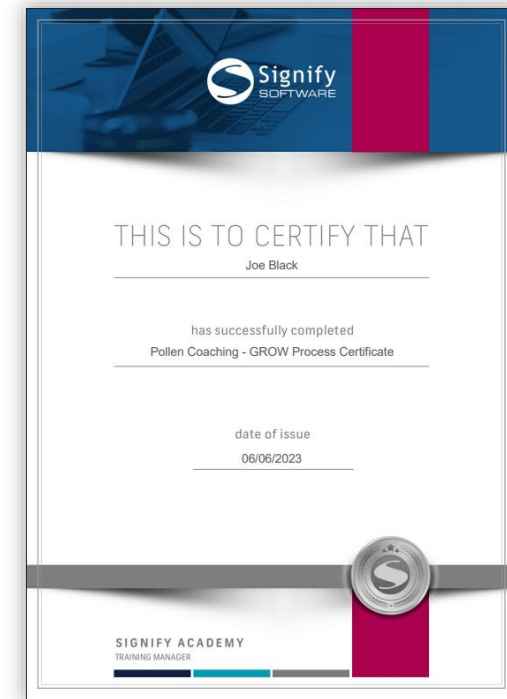 Signify
SOFTWARE
THIS IS TO CERTIFY THAT
Joe Black
has successfully completed
Pollen Coaching - GROW Process Certificate
date of issue
06/06/2023
SIGNIFY ACADEMY
TRAINING MANAGER